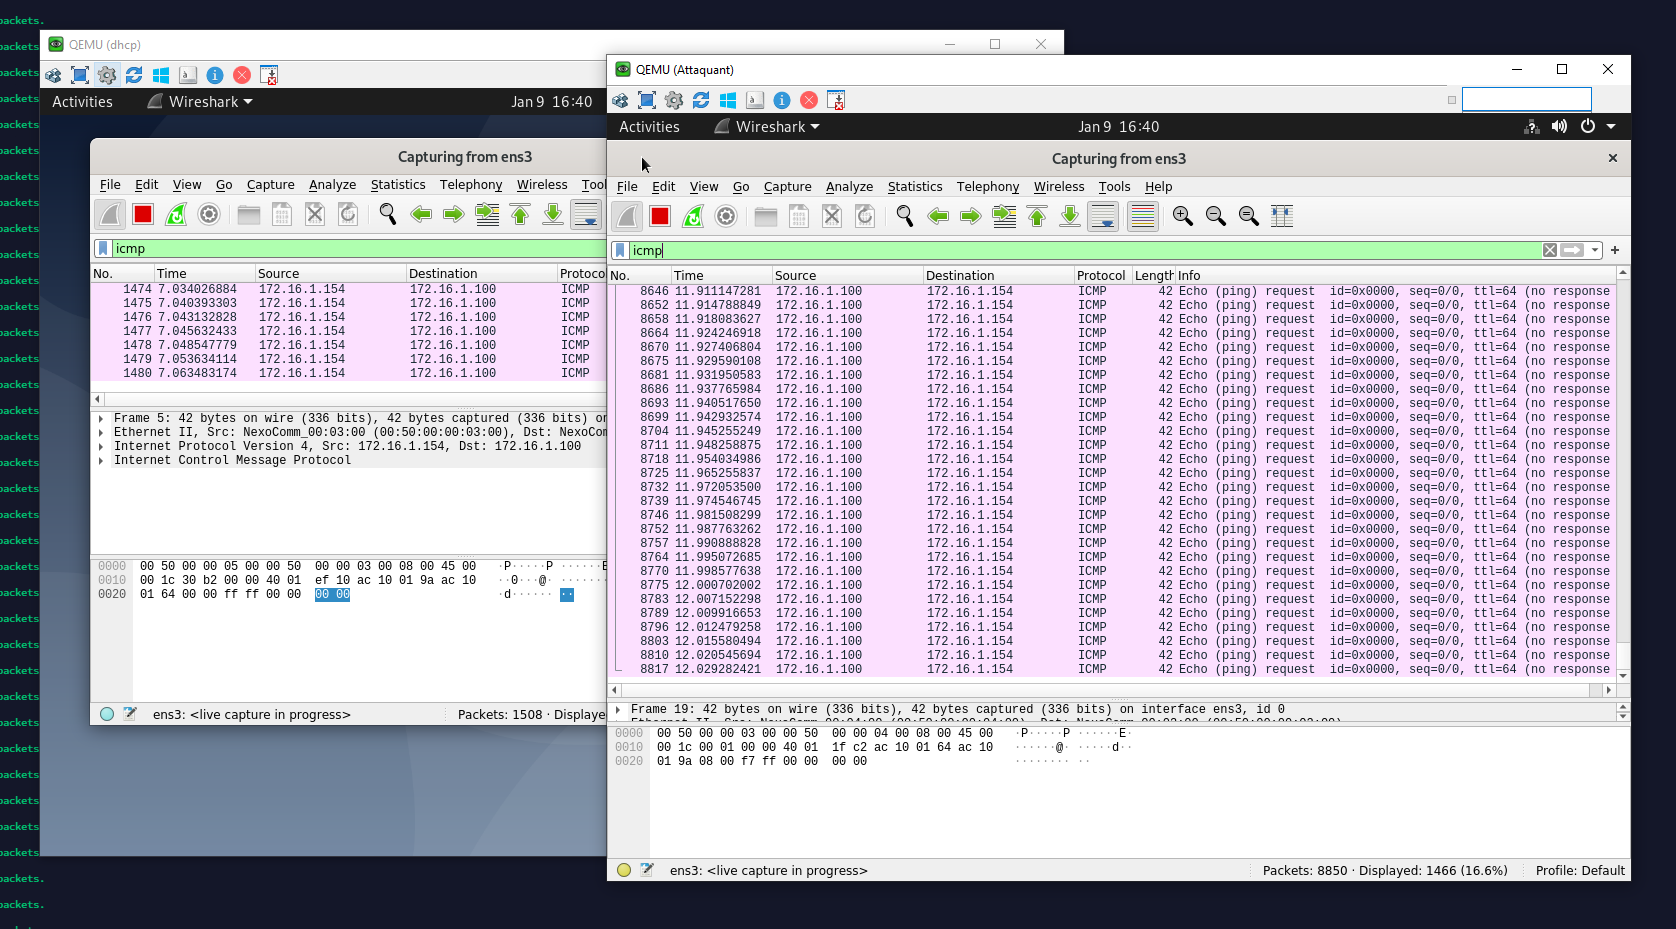 packets.
QEMU (dhcp)
Activities
Wireshark
Jan 9 16:40
Capturing from ens3
File Edit View Go Capture Analyze Statistics Telephony Wireless Tool
icmp
No. Time Source Destination Protoco
1474 7.034026884 172.16.1.154 172.16.1.100 ICMP
1475 7.040393303 172.16.1.154 172.16.1.100 ICMP
1476 7.043132828 172.16.1.154 172.16.1.100 ICMP
1477 7.045632433 172.16.1.154 172.16.1.100 ICMP
1478 7.048547779 172.16.1.154 172.16.1.100 ICMP
1479 7.053634114 172.16.1.154 172.16.1.100 ICMP
1480 7.063483174 172.16.1.154 172.16.1.100 ICMP
Frame 5: 42 bytes on wire (336 bits), 42 bytes captured (336 bits) on
Ethernet II, Src: NexoComm_00:03:00 (00:50:00:00:03:00), Dst: NexoCom
Internet Protocol Version 4, Src: 172.16.1.154, Dst: 172.16.1.100
Internet Control Message Protocol
0000 00 50 00 00 05 00 00 50 00 00 03 00 08 00 45 00 ·P·····P ······E
0010 00 1c 30 b2 00 00 40 01 ef 10 ac 10 01 9a ac 10 ··0···@· ·······
0020 01 64 00 00 ff ff 00 00 00 00 ·d······ ··
ens3: <live capture in progress>
Packets: 1508 · Displaye
QEMU (Attaquant)
Activities
Wireshark
Jan 9 16:40
Capturing from ens3
File Edit View Go Capture Analyze Statistics Telephony Wireless Tools Help
icmp
No. Time Source Destination Protocol Length Info
8646 11.911147281 172.16.1.100 172.16.1.154 ICMP 42 Echo (ping) request id=0x0000, seq=0/0, ttl=64 (no response
8652 11.914788849 172.16.1.100 172.16.1.154 ICMP 42 Echo (ping) request id=0x0000, seq=0/0, ttl=64 (no response
8658 11.918083627 172.16.1.100 172.16.1.154 ICMP 42 Echo (ping) request id=0x0000, seq=0/0, ttl=64 (no response
8664 11.924246918 172.16.1.100 172.16.1.154 ICMP 42 Echo (ping) request id=0x0000, seq=0/0, ttl=64 (no response
8670 11.927406804 172.16.1.100 172.16.1.154 ICMP 42 Echo (ping) request id=0x0000, seq=0/0, ttl=64 (no response
8675 11.929590108 172.16.1.100 172.16.1.154 ICMP 42 Echo (ping) request id=0x0000, seq=0/0, ttl=64 (no response
8681 11.931950583 172.16.1.100 172.16.1.154 ICMP 42 Echo (ping) request id=0x0000, seq=0/0, ttl=64 (no response
8686 11.937765984 172.16.1.100 172.16.1.154 ICMP 42 Echo (ping) request id=0x0000, seq=0/0, ttl=64 (no response
8693 11.940517650 172.16.1.100 172.16.1.154 ICMP 42 Echo (ping) request id=0x0000, seq=0/0, ttl=64 (no response
8699 11.942932574 172.16.1.100 172.16.1.154 ICMP 42 Echo (ping) request id=0x0000, seq=0/0, ttl=64 (no response
8704 11.945255249 172.16.1.100 172.16.1.154 ICMP 42 Echo (ping) request id=0x0000, seq=0/0, ttl=64 (no response
8711 11.948258875 172.16.1.100 172.16.1.154 ICMP 42 Echo (ping) request id=0x0000, seq=0/0, ttl=64 (no response
8718 11.954034986 172.16.1.100 172.16.1.154 ICMP 42 Echo (ping) request id=0x0000, seq=0/0, ttl=64 (no response
8725 11.965255837 172.16.1.100 172.16.1.154 ICMP 42 Echo (ping) request id=0x0000, seq=0/0, ttl=64 (no response
8732 11.972053500 172.16.1.100 172.16.1.154 ICMP 42 Echo (ping) request id=0x0000, seq=0/0, ttl=64 (no response
8739 11.974546745 172.16.1.100 172.16.1.154 ICMP 42 Echo (ping) request id=0x0000, seq=0/0, ttl=64 (no response
8746 11.981508299 172.16.1.100 172.16.1.154 ICMP 42 Echo (ping) request id=0x0000, seq=0/0, ttl=64 (no response
8752 11.987763262 172.16.1.100 172.16.1.154 ICMP 42 Echo (ping) request id=0x0000, seq=0/0, ttl=64 (no response
8757 11.990888828 172.16.1.100 172.16.1.154 ICMP 42 Echo (ping) request id=0x0000, seq=0/0, ttl=64 (no response
8764 11.995072685 172.16.1.100 172.16.1.154 ICMP 42 Echo (ping) request id=0x0000, seq=0/0, ttl=64 (no response
8770 11.998577638 172.16.1.100 172.16.1.154 ICMP 42 Echo (ping) request id=0x0000, seq=0/0, ttl=64 (no response
8775 12.000702002 172.16.1.100 172.16.1.154 ICMP 42 Echo (ping) request id=0x0000, seq=0/0, ttl=64 (no response
8783 12.007152298 172.16.1.100 172.16.1.154 ICMP 42 Echo (ping) request id=0x0000, seq=0/0, ttl=64 (no response
8789 12.009916653 172.16.1.100 172.16.1.154 ICMP 42 Echo (ping) request id=0x0000, seq=0/0, ttl=64 (no response
8796 12.012479258 172.16.1.100 172.16.1.154 ICMP 42 Echo (ping) request id=0x0000, seq=0/0, ttl=64 (no response
8803 12.015580494 172.16.1.100 172.16.1.154 ICMP 42 Echo (ping) request id=0x0000, seq=0/0, ttl=64 (no response
8810 12.020545694 172.16.1.100 172.16.1.154 ICMP 42 Echo (ping) request id=0x0000, seq=0/0, ttl=64 (no response
8817 12.029282421 172.16.1.100 172.16.1.154 ICMP 42 Echo (ping) request id=0x0000, seq=0/0, ttl=64 (no response
Frame 19: 42 bytes on wire (336 bits), 42 bytes captured (336 bits) on interface ens3, id 0
0000 00 50 00 00 03 00 00 50 00 00 04 00 08 00 45 00 ·P·····P ······E·
0010 00 1c 00 01 00 00 40 01 1f c2 ac 10 01 64 ac 10 ······@· ·····d··
0020 01 9a 08 00 f7 ff 00 00 00 00 ········ ··
ens3: <live capture in progress>
Packets: 8850 · Displayed: 1466 (16.6%)
Profile: Default